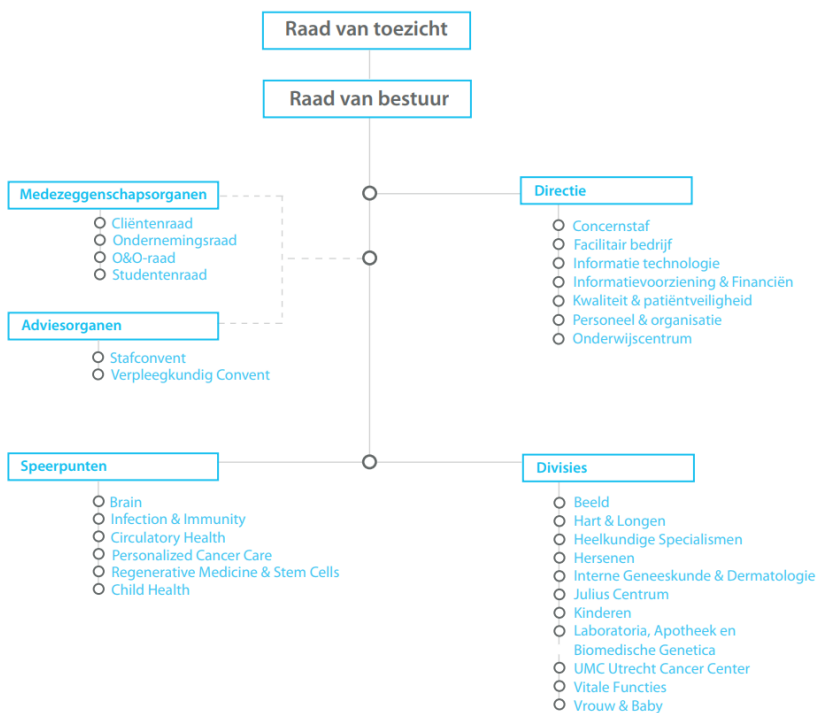 Raad van toezicht
Raad van bestuur
Medezeggenschapsorganen
Cliëntenraad
Ondernemingsraad
O&O-raad
Studentenraad
Adviesorganen
Stafconvent
Verpleegkundig Convent
Directie
Concernstaf
Facilitair bedrijf
Informatie technologie
Informatievoorziening & Financiën
Kwaliteit & patiëntveiligheid
Personeel & organisatie
Onderwijscentrum
Speerpunten
Brain
Infection & Immunity
Circulatory Health
Personalized Cancer Care
Regenerative Medicine & Stem Cells
Child Health
Divisies
Beeld
Hart & Longen
Heelkundige Specialismen
Hersenen
Interne Geneeskunde & Dermatologie
Julius Centrum
Kinderen
Laboratoria, Apotheek en
Biomedische Genetica
UMC Utrecht Cancer Center
Vitale Functies
Vrouw & Baby